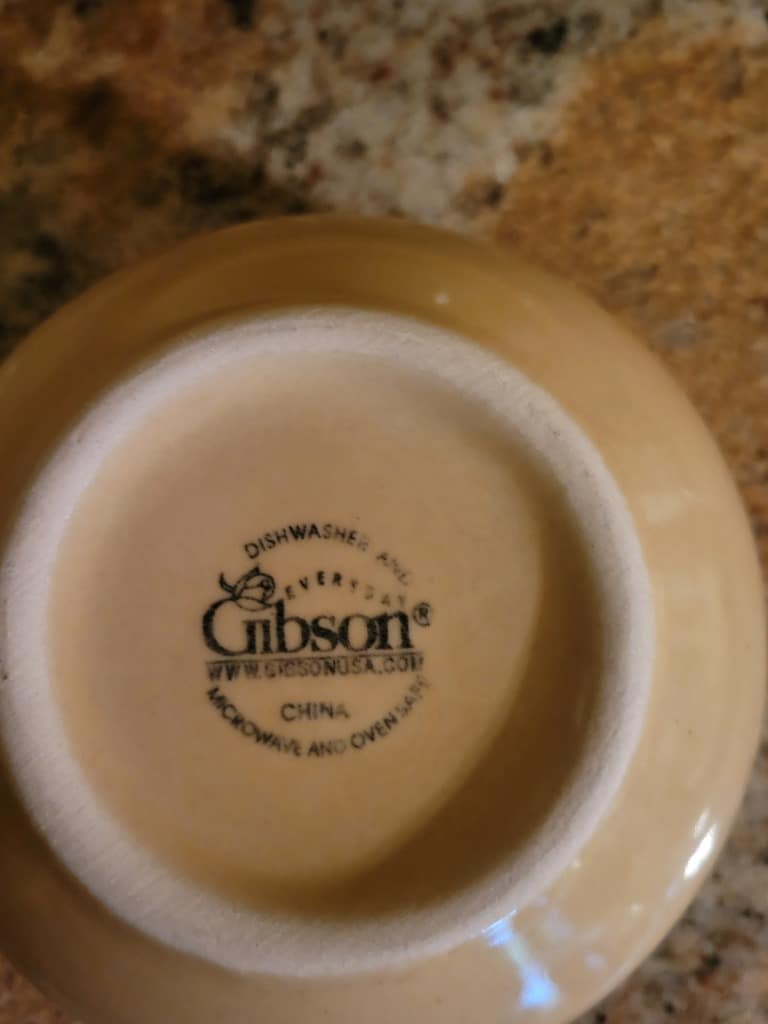 DISHWASHER AND
EVERYDAY
Gibson®
WWW.GIBSONUSA.COM
CHINA
MICROWAVE AND OVEN SAFE